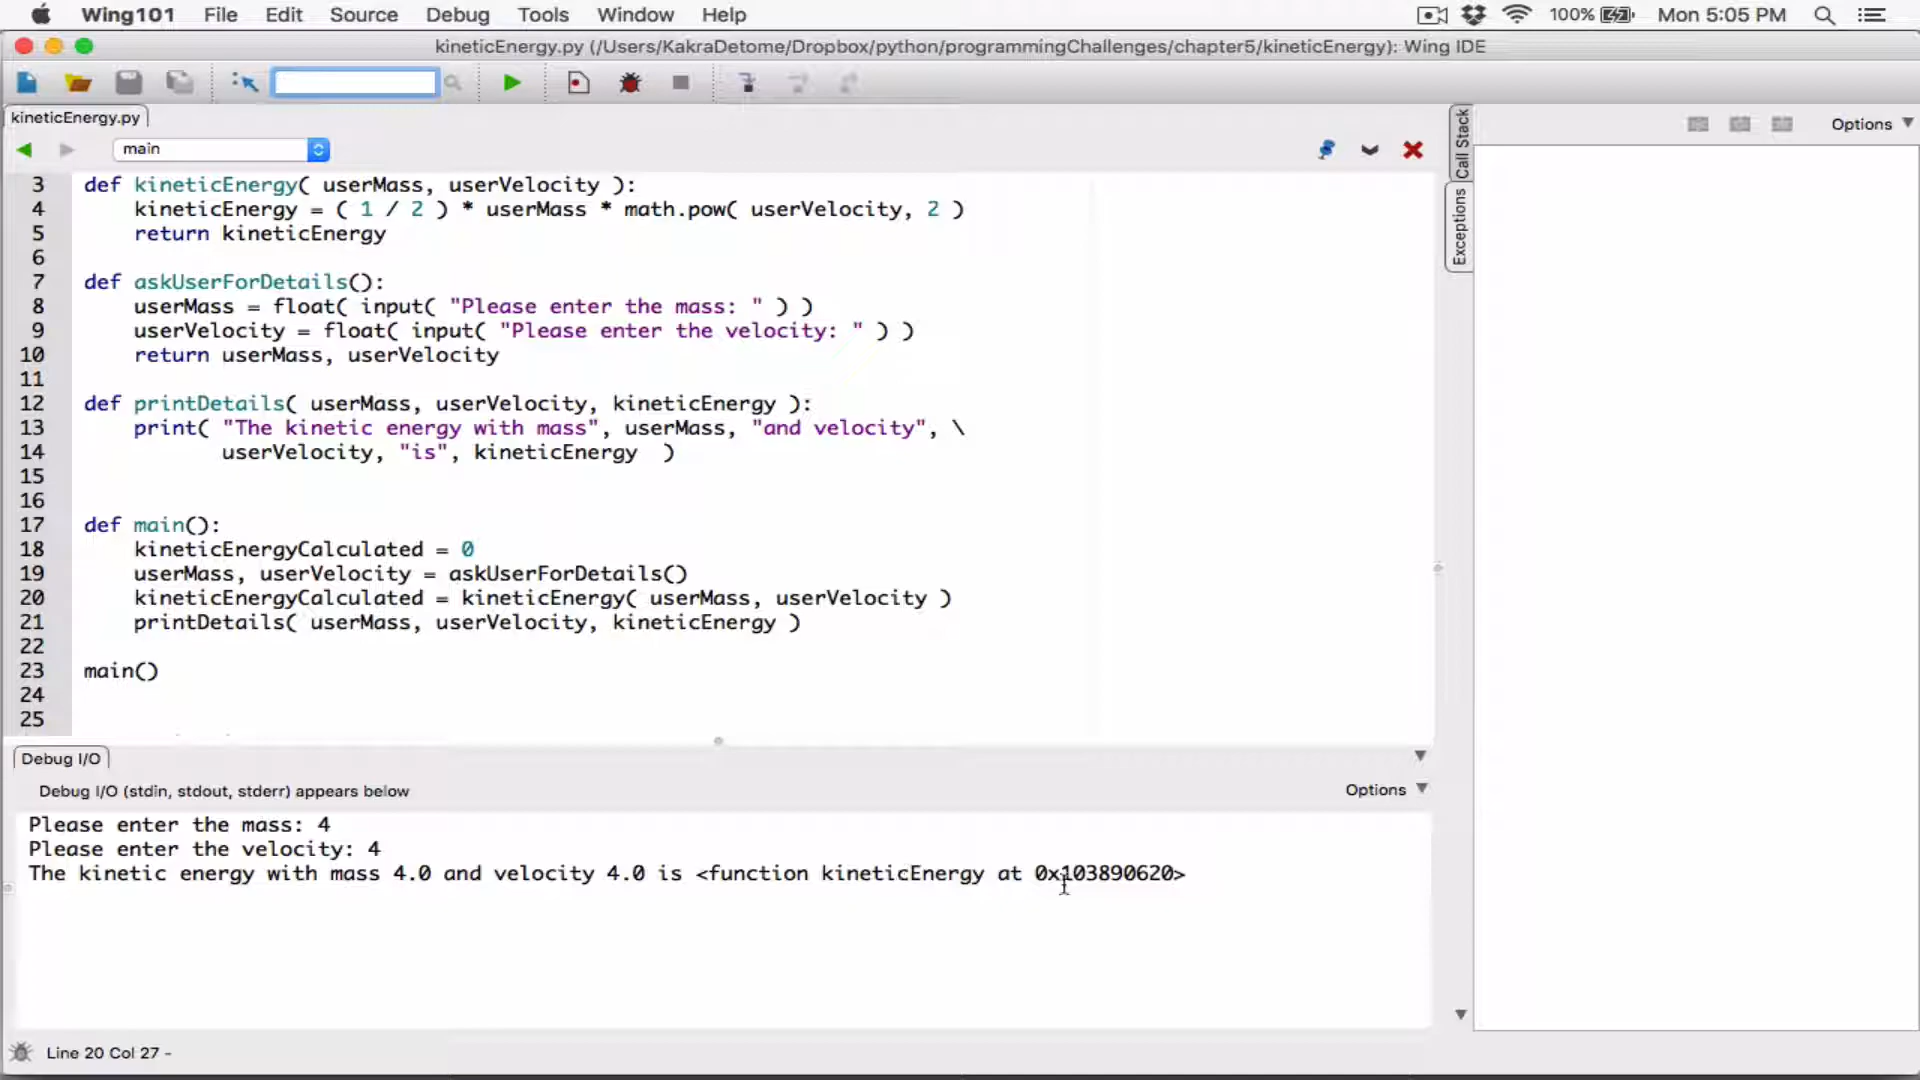 Wing101 File Edit Source Debug Tools Window Help 100% Mon 5:05 PM
kineticEnergy.py (/Users/KakraDetome/Dropbox/python/programmingChallenges/chapter5/kineticEnergy): Wing IDE
kineticEnergy.py
main
Options
Call Stack
Exceptions
3 def kineticEnergy( userMass, userVelocity ):
4 kineticEnergy = ( 1 / 2 ) * userMass * math.pow( userVelocity, 2 )
5 return kineticEnergy
6
7 def askUserForDetails():
8 userMass = float( input( "Please enter the mass: " ) )
9 userVelocity = float( input( "Please enter the velocity: " ) )
10 return userMass, userVelocity
11
12 def printDetails( userMass, userVelocity, kineticEnergy ):
13 print( "The kinetic energy with mass", userMass, "and velocity", \
14 userVelocity, "is", kineticEnergy  )
15
16
17 def main():
18 kineticEnergyCalculated = 0
19 userMass, userVelocity = askUserForDetails()
20 kineticEnergyCalculated = kineticEnergy( userMass, userVelocity )
21 printDetails( userMass, userVelocity, kineticEnergy )
22
23 main()
24
25
Debug I/O
Debug I/O (stdin, stdout, stderr) appears below
Options
Please enter the mass: 4
Please enter the velocity: 4
The kinetic energy with mass 4.0 and velocity 4.0 is <function kineticEnergy at 0x103890620>
Line 20 Col 27 -